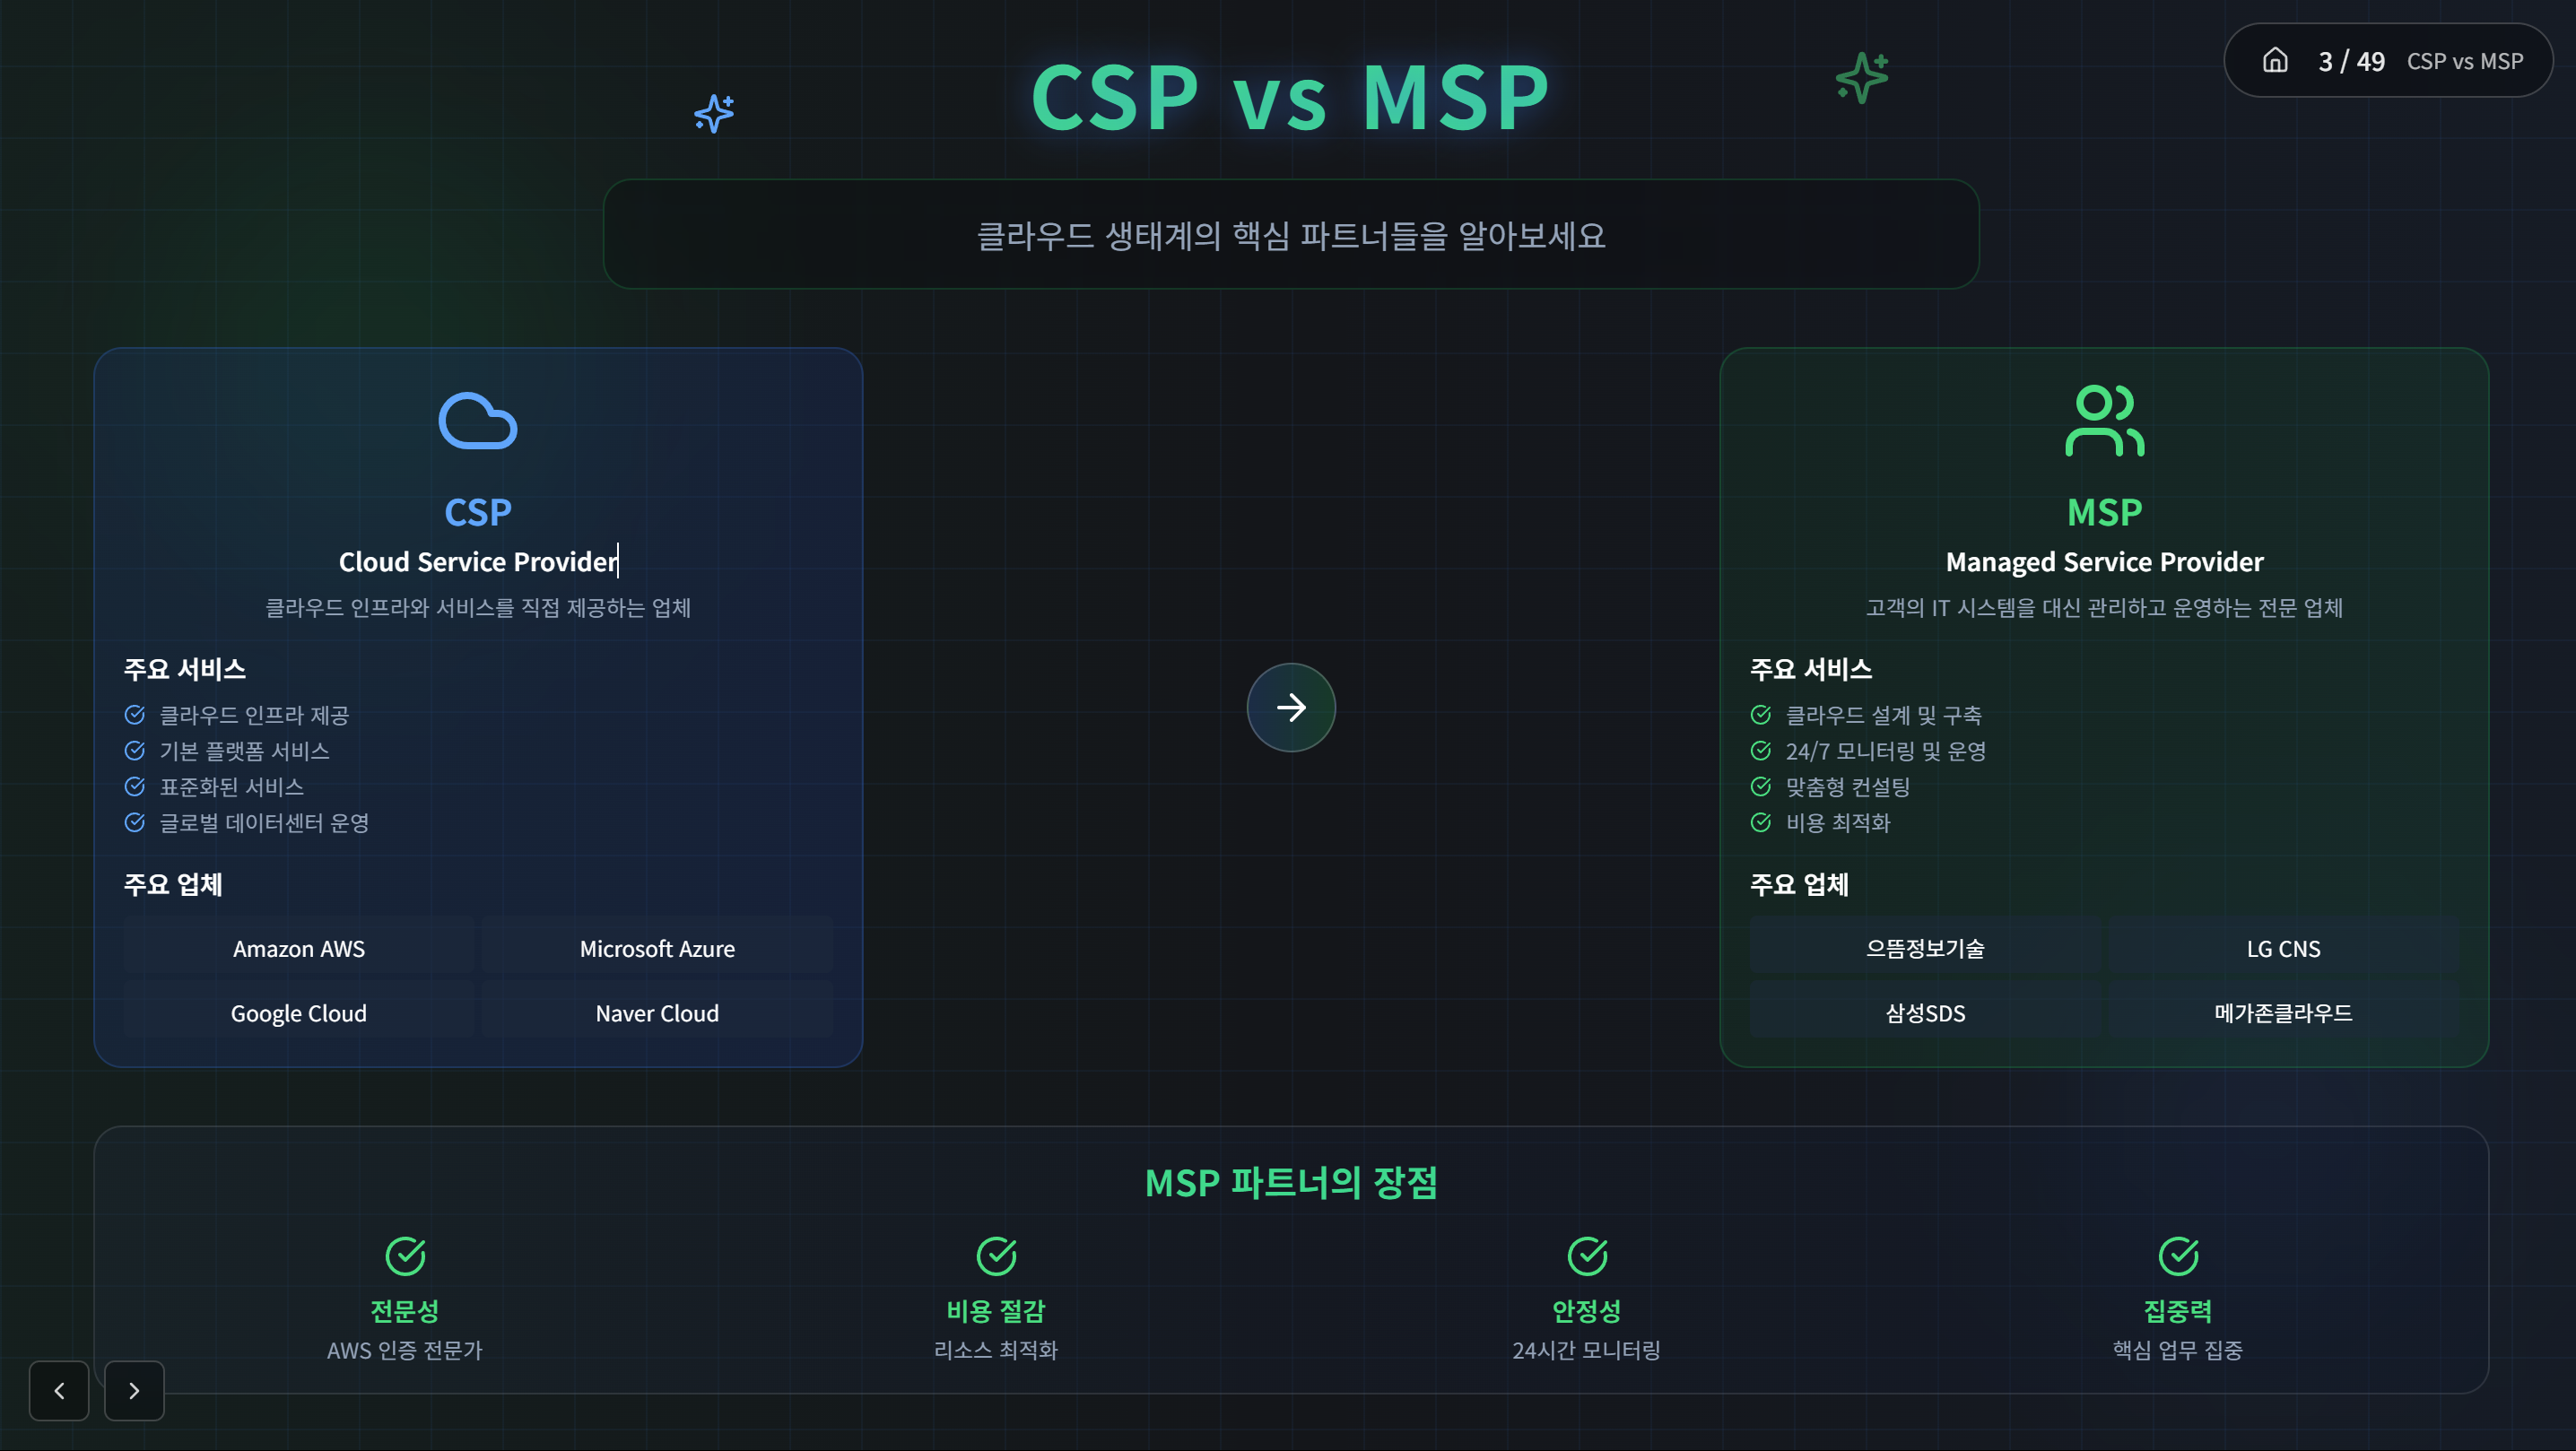 CSP vs MSP
3 / 49 CSP vs MSP
클라우드 생태계의 핵심 파트너들을 알아보세요
CSP
Cloud Service Provider
클라우드 인프라와 서비스를 직접 제공하는 업체
주요 서비스
클라우드 인프라 제공
기본 플랫폼 서비스
표준화된 서비스
글로벌 데이터센터 운영
주요 업체
Amazon AWS
Microsoft Azure
Google Cloud
Naver Cloud
MSP
Managed Service Provider
고객의 IT 시스템을 대신 관리하고 운영하는 전문 업체
주요 서비스
클라우드 설계 및 구축
24/7 모니터링 및 운영
맞춤형 컨설팅
비용 최적화
주요 업체
으뜸정보기술
LG CNS
삼성SDS
메가존클라우드
MSP 파트너의 장점
전문성
AWS 인증 전문가
비용 절감
리소스 최적화
안정성
24시간 모니터링
집중력
핵심 업무 집중